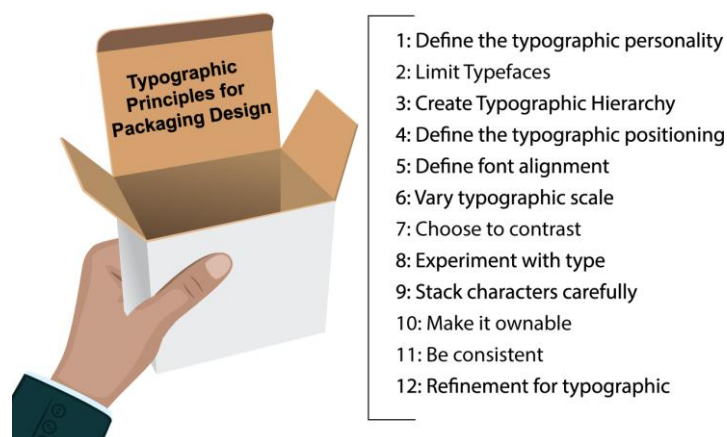 Typographic
Principles for
Packaging Design
1: Define the typographic personality
2: Limit Typefaces
3: Create Typographic Hierarchy
4: Define the typographic positioning
5: Define font alignment
6: Vary typographic scale
7: Choose to contrast
8: Experiment with type
9: Stack characters carefully
10: Make it ownable
11: Be consistent
12: Refinement for typographic